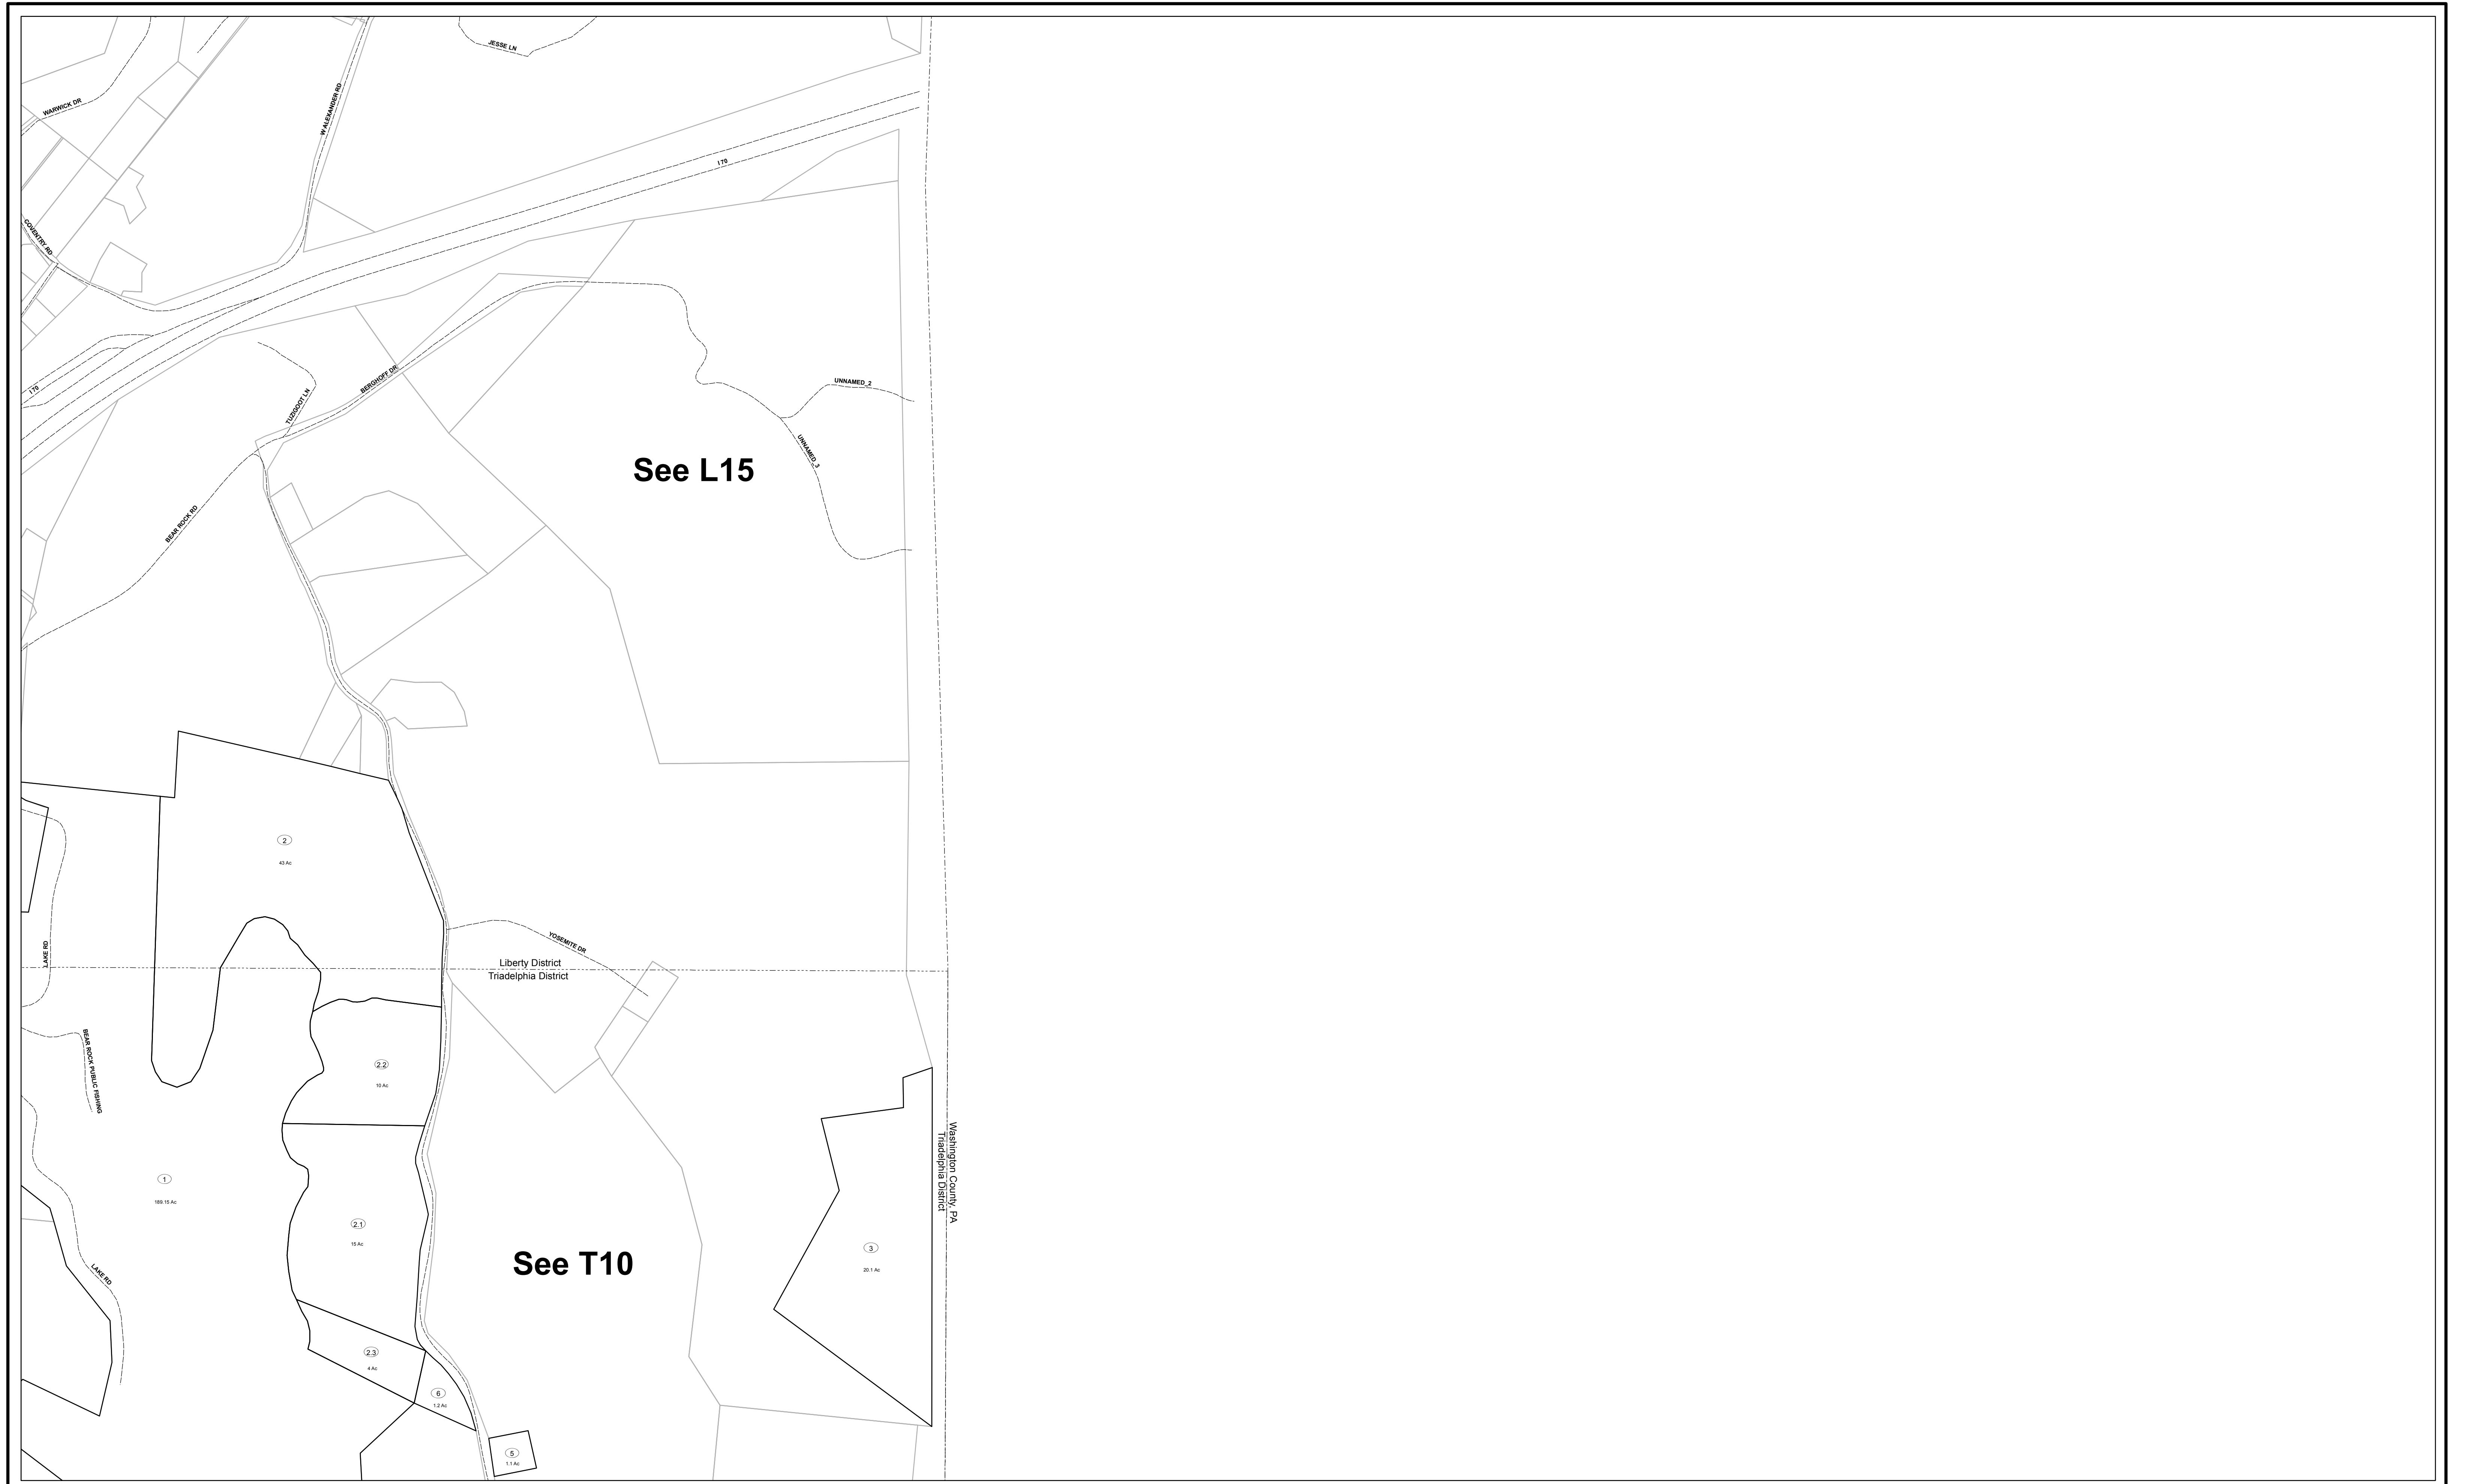 JESSE LN
WARWICK DR
W ALEXANDER RD
I 70
COVENTRY RD
I 70
TUZIGOOT LN
BERGHOFF DR
UNNAMED_2
UNNAMED_3
See L15
BEAR ROCK RD
2
43 Ac
LAKE RD
YOSEMITE DR
Liberty District
Triadelphia District
BEAR ROCK PUBLIC FISHING
2.2
10 Ac
Washington County, PA
Triadelphia District
1
189.15 Ac
2.1
15 Ac
See T10
3
20.1 Ac
LAKE RD
2.3
4 Ac
6
1.2 Ac
5
1.1 Ac